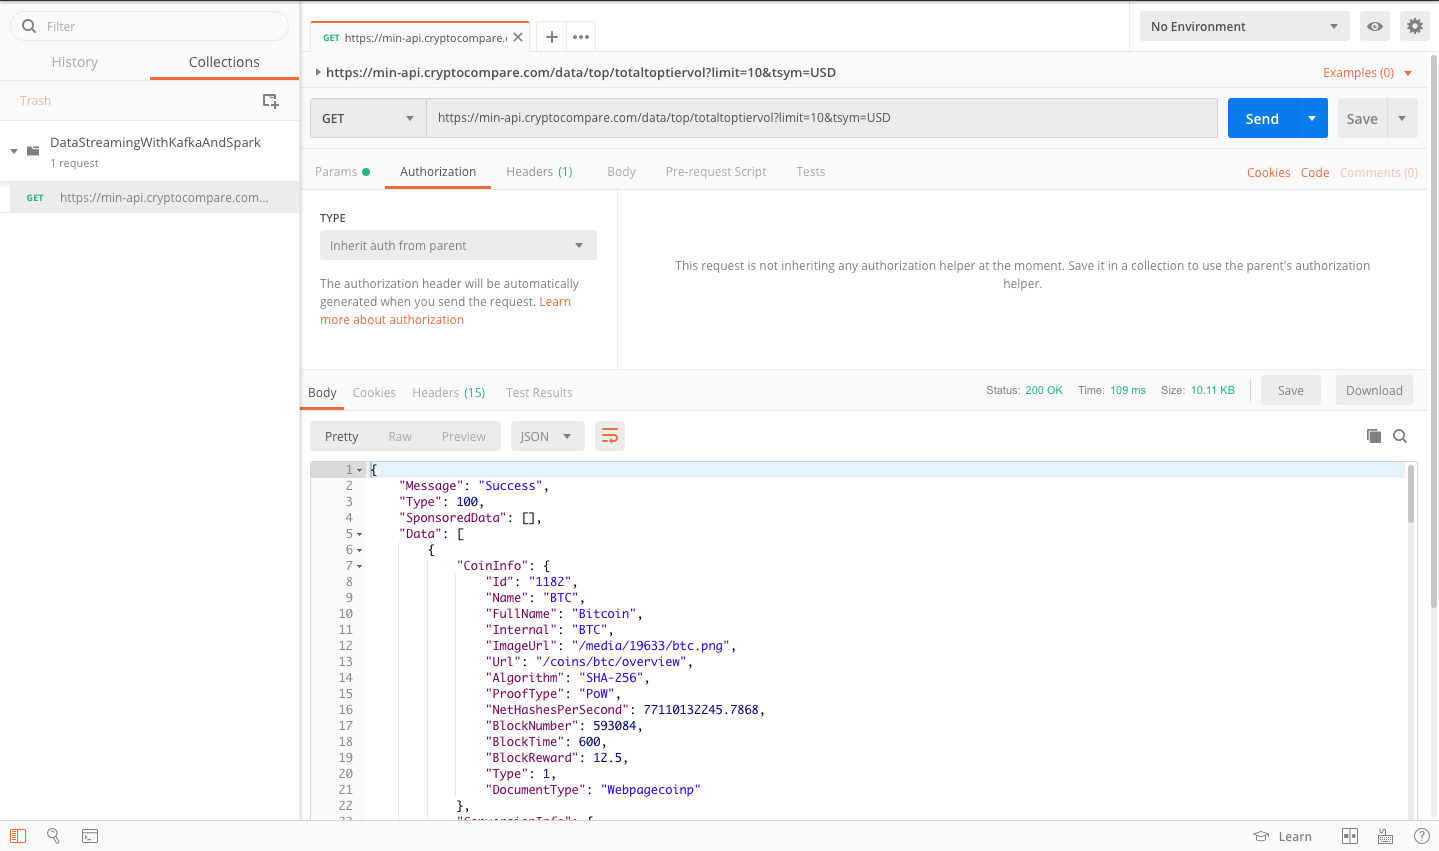 Filter
History Collections
Trash
DataStreamingWithKafkaAndSpark
1 request
GET https://min-api.cryptocompare.com...
GET https://min-api.cryptocompare.
No Environment
https://min-api.cryptocompare.com/data/top/totaltoptiervol?limit=10&tsym=USD
Examples (0)
GET https://min-api.cryptocompare.com/data/top/totaltoptiervol?limit=10&tsym=USD
Send Save
Params Authorization Headers (1) Body Pre-request Script Tests
Cookies Code Comments (0)
TYPE
Inherit auth from parent
The authorization header will be automatically
generated when you send the request. Learn
more about authorization
This request is not inheriting any authorization helper at the moment. Save it in a collection to use the parent's authorization
helper.
Body Cookies Headers (15) Test Results
Status: 200 OK Time: 109 ms Size: 10.11 KB Save Download
Pretty Raw Preview JSON
1 {
2 "Message": "Success",
3 "Type": 100,
4 "SponsoredData": [],
5 "Data": [
6 {
7 "CoinInfo": {
8 "Id": "1182",
9 "Name": "BTC",
10 "FullName": "Bitcoin",
11 "Internal": "BTC",
12 "ImageUrl": "/media/19633/btc.png",
13 "Url": "/coins/btc/overview",
14 "Algorithm": "SHA-256",
15 "ProofType": "PoW",
16 "NetHashesPerSecond": 77110132245.7868,
17 "BlockNumber": 593084,
18 "BlockTime": 600,
19 "BlockReward": 12.5,
20 "Type": 1,
21 "DocumentType": "Webpagecoinp"
22 },
Learn